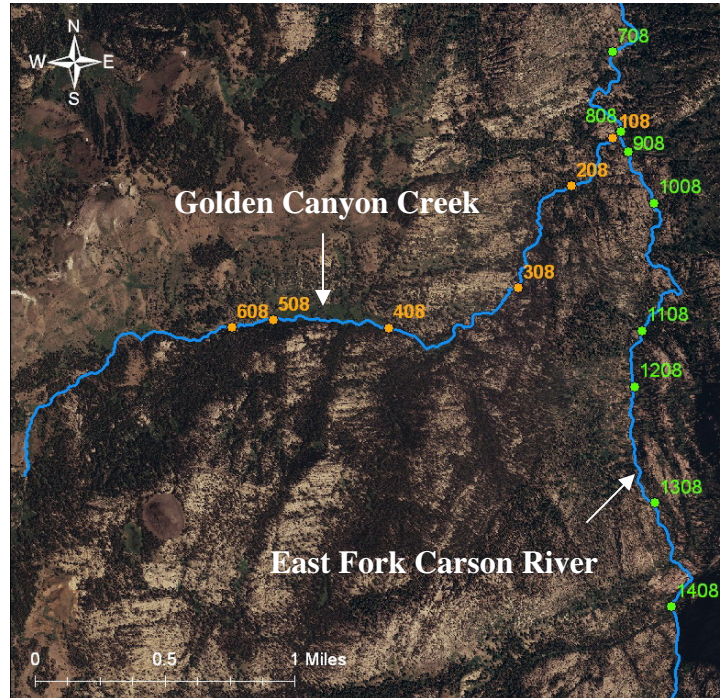 N
W E
S
708
808 108
908
208
1008
Golden Canyon Creek
308
608 508 408
1108
1208
1308
East Fork Carson River
1408
0 0.5 1 Miles